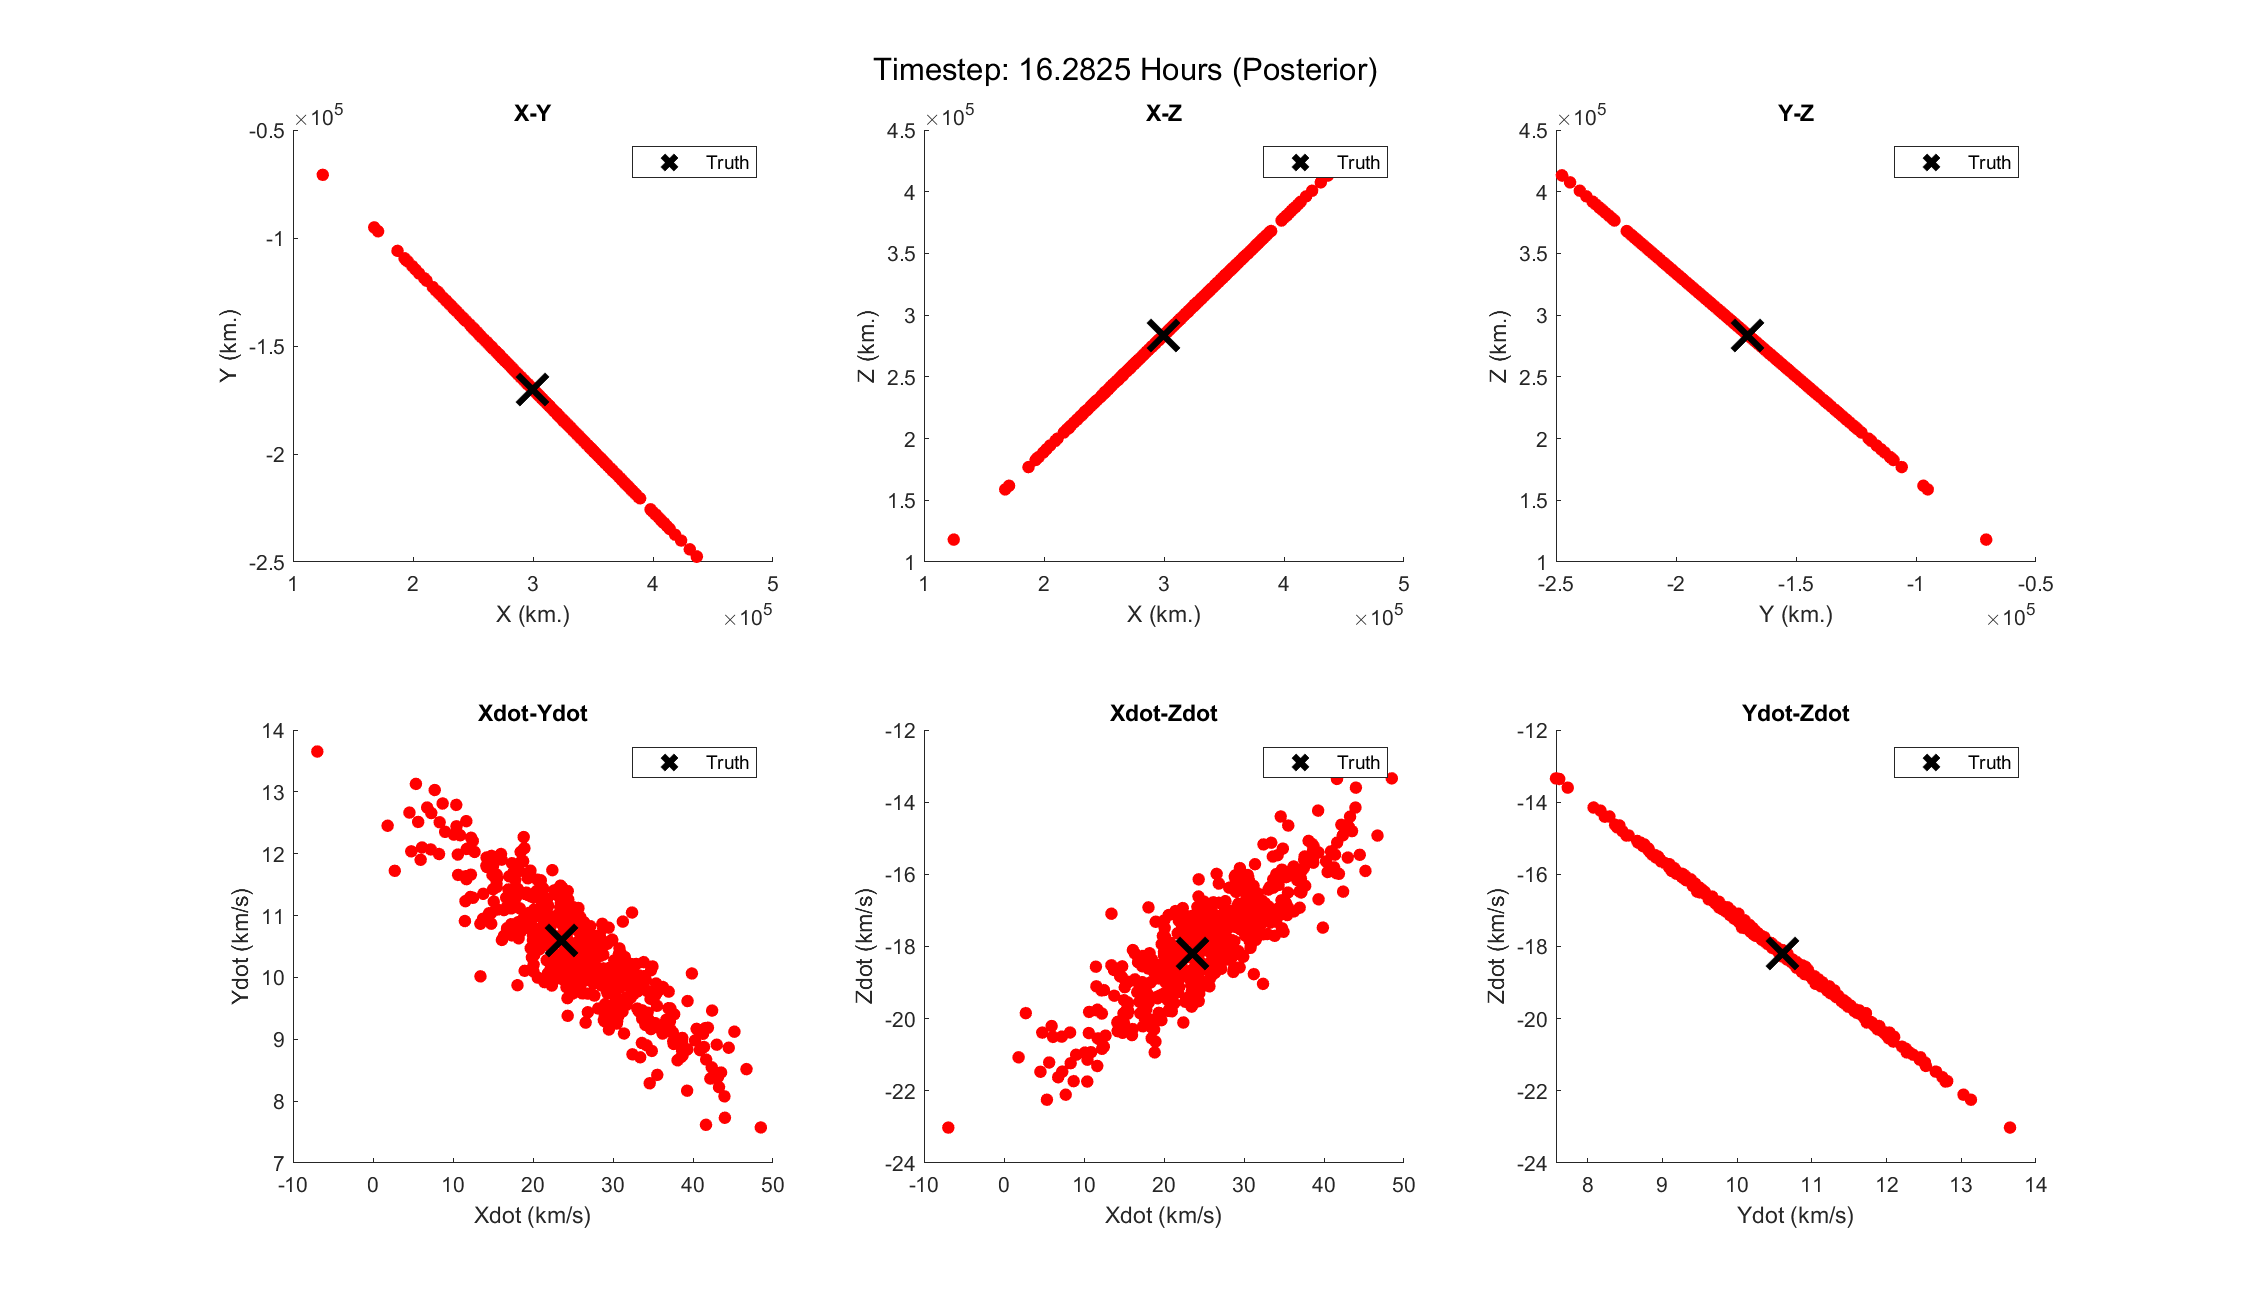 Timestep: 16.2825 Hours (Posterior)
X-Y
×10^5
-0.5
-1
-1.5
-2
-2.5
Y (km.)
1 2 3 4 5
X (km.)
×10^5
Truth
X-Z
×10^5
4.5
4
3.5
3
2.5
2
1.5
1
Z (km.)
1 2 3 4 5
X (km.)
×10^5
Truth
Y-Z
×10^5
4.5
4
3.5
3
2.5
2
1.5
1
Z (km.)
-2.5 -2 -1.5 -1 -0.5
Y (km.)
×10^5
Truth
Xdot-Ydot
14
13
12
11
10
9
8
7
Ydot (km/s)
-10 0 10 20 30 40 50
Xdot (km/s)
Truth
Xdot-Zdot
-12
-14
-16
-18
-20
-22
-24
Zdot (km/s)
-10 0 10 20 30 40 50
Xdot (km/s)
Truth
Ydot-Zdot
-12
-14
-16
-18
-20
-22
-24
Zdot (km/s)
8 9 10 11 12 13 14
Ydot (km/s)
Truth